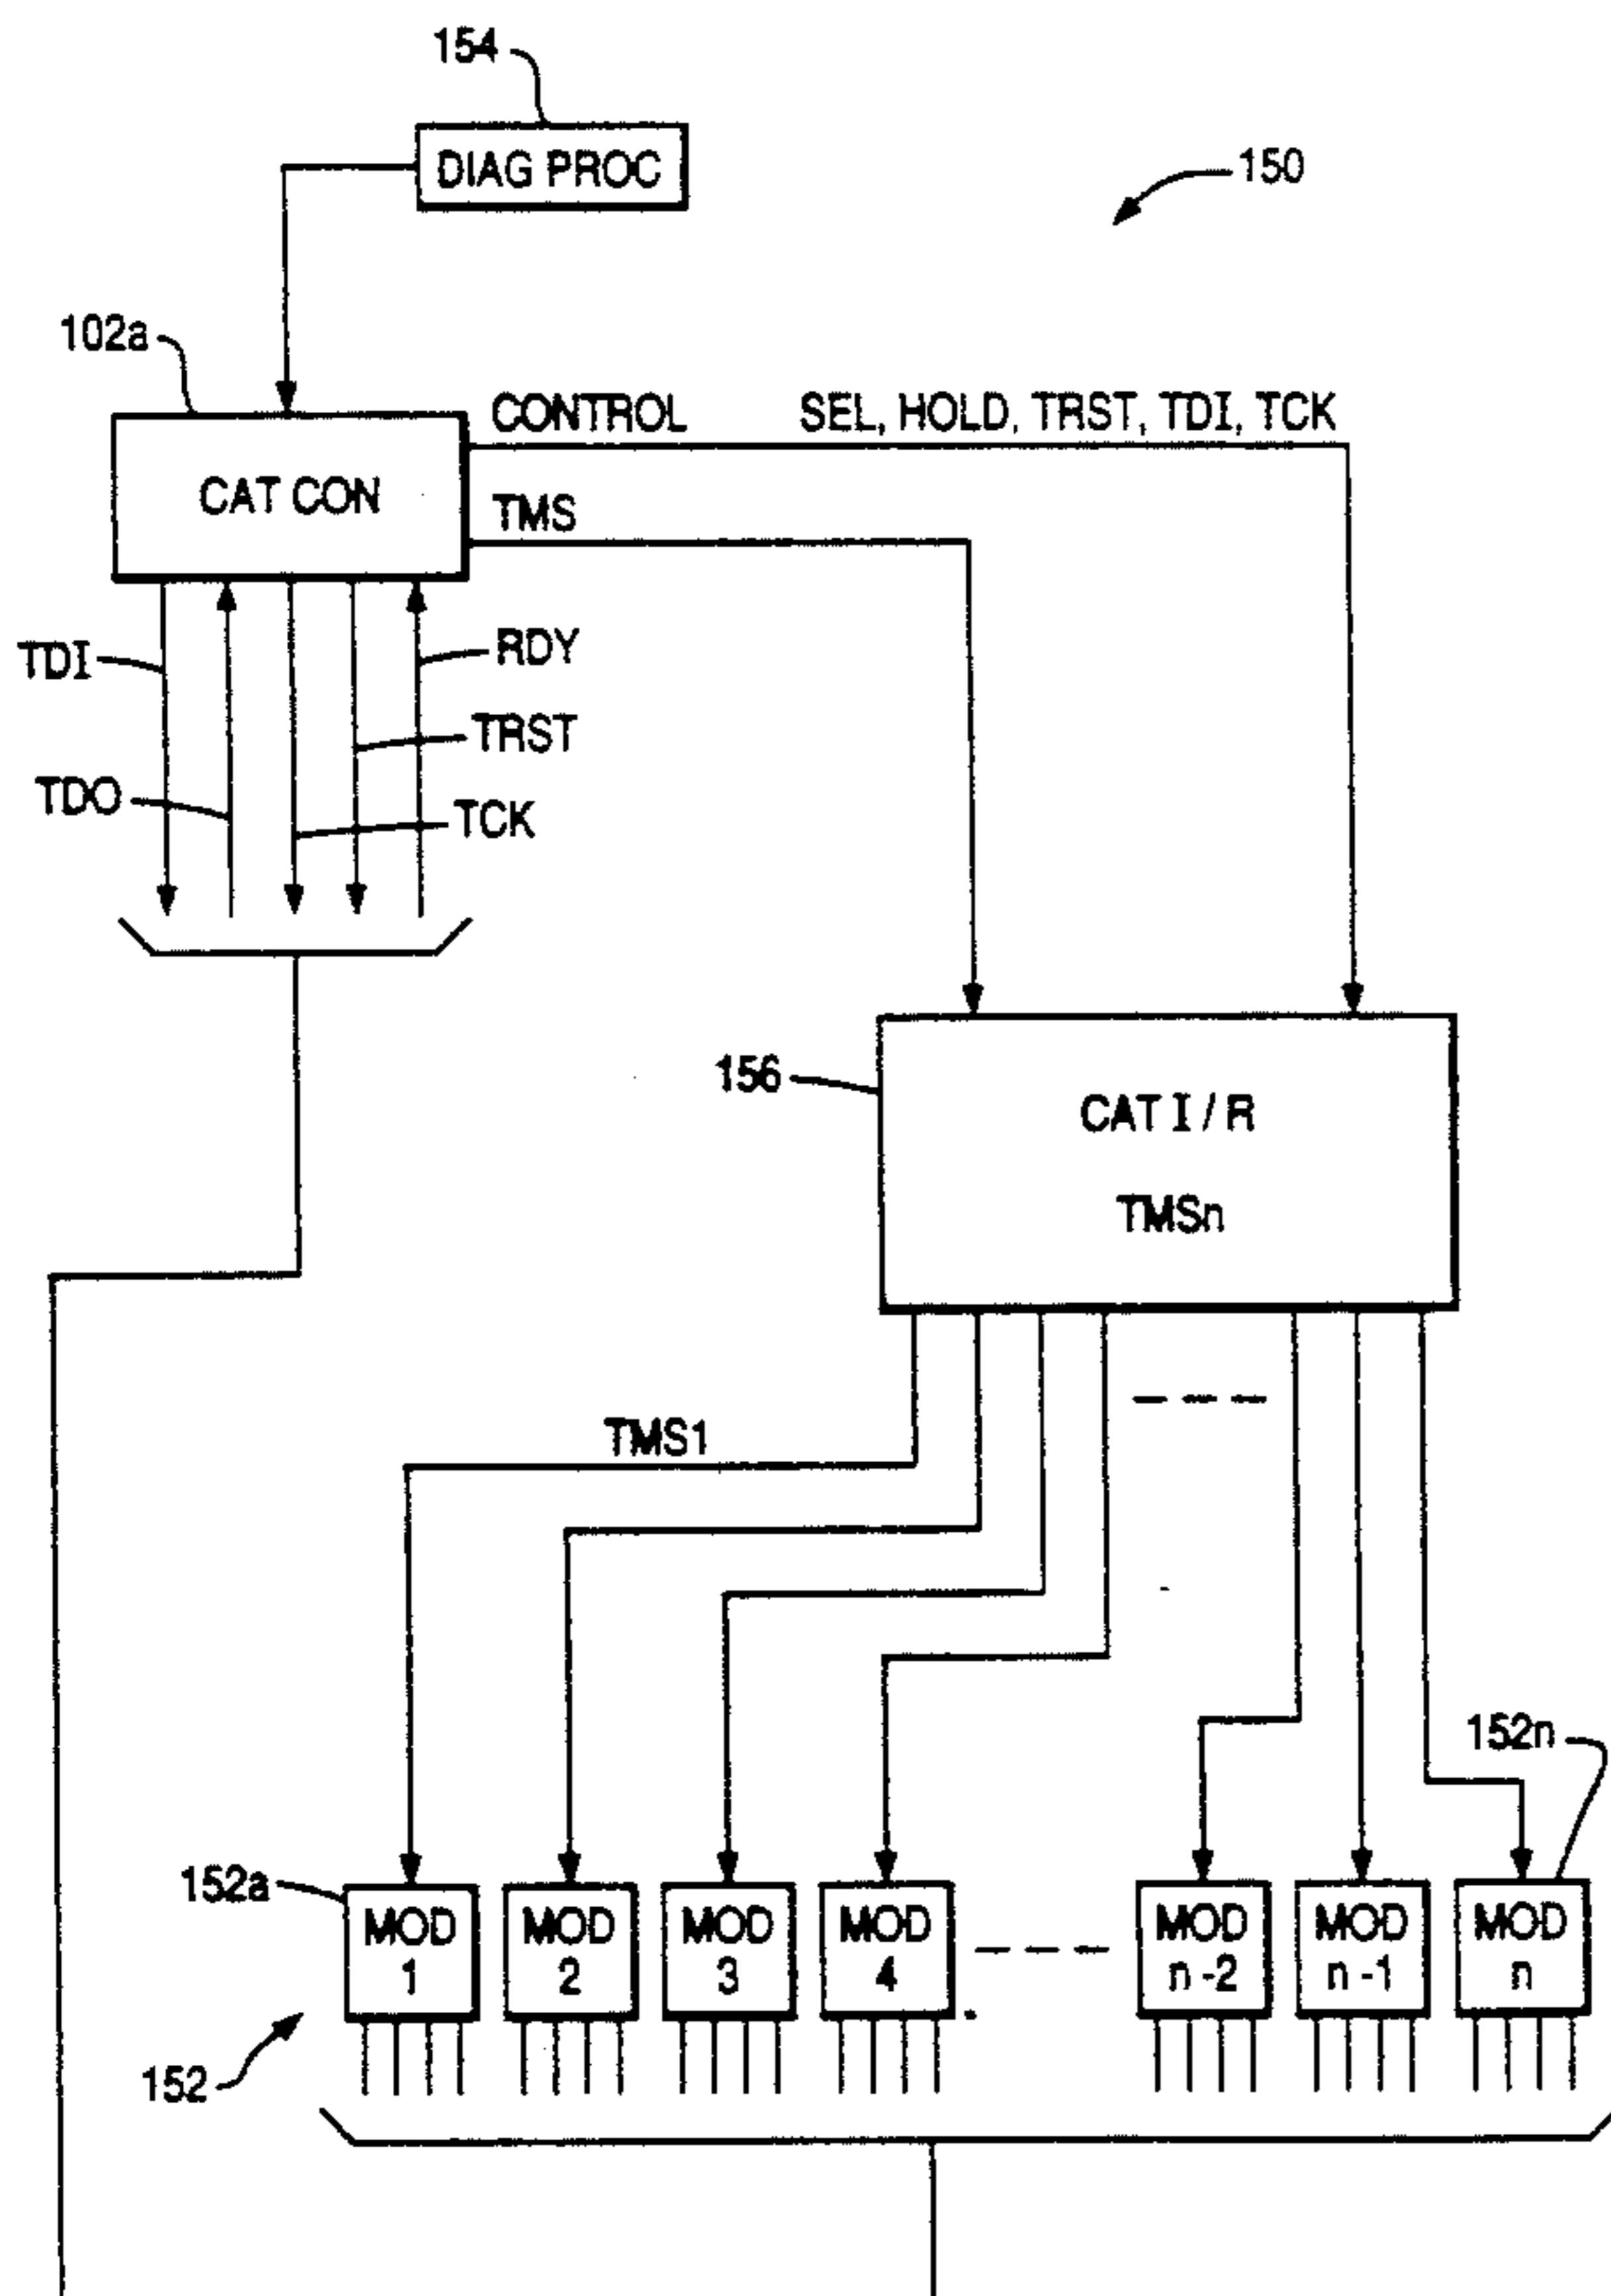 154
DIAG PROC
150
102a
CONTROL SEL, HOLD, TRST, TDI, TCK
CAT CON
TMS
TDI
RDY
TRST
TDO
TCK
156
CAT I / R
TMSn
TMS1
152n
152a
MOD 1
MOD 2
MOD 3
MOD 4
MOD n-2
MOD n-1
MOD n
152